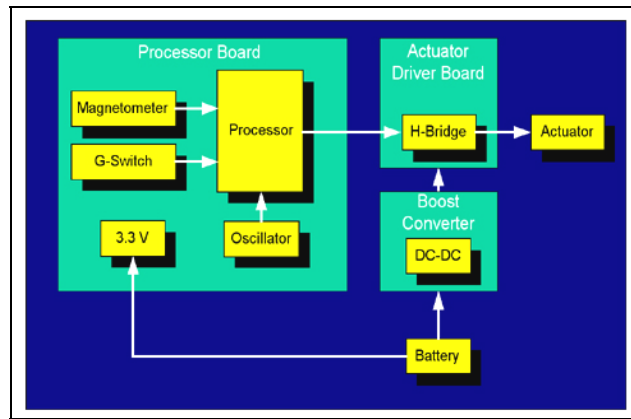 Processor Board
Magnetometer
G-Switch
Processor
3.3 V
Oscillator
Actuator
Driver Board
H-Bridge
Actuator
Boost
Converter
DC-DC
Battery